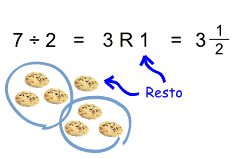 7 ÷ 2 = 3 R 1 = 3 1/2
Resto